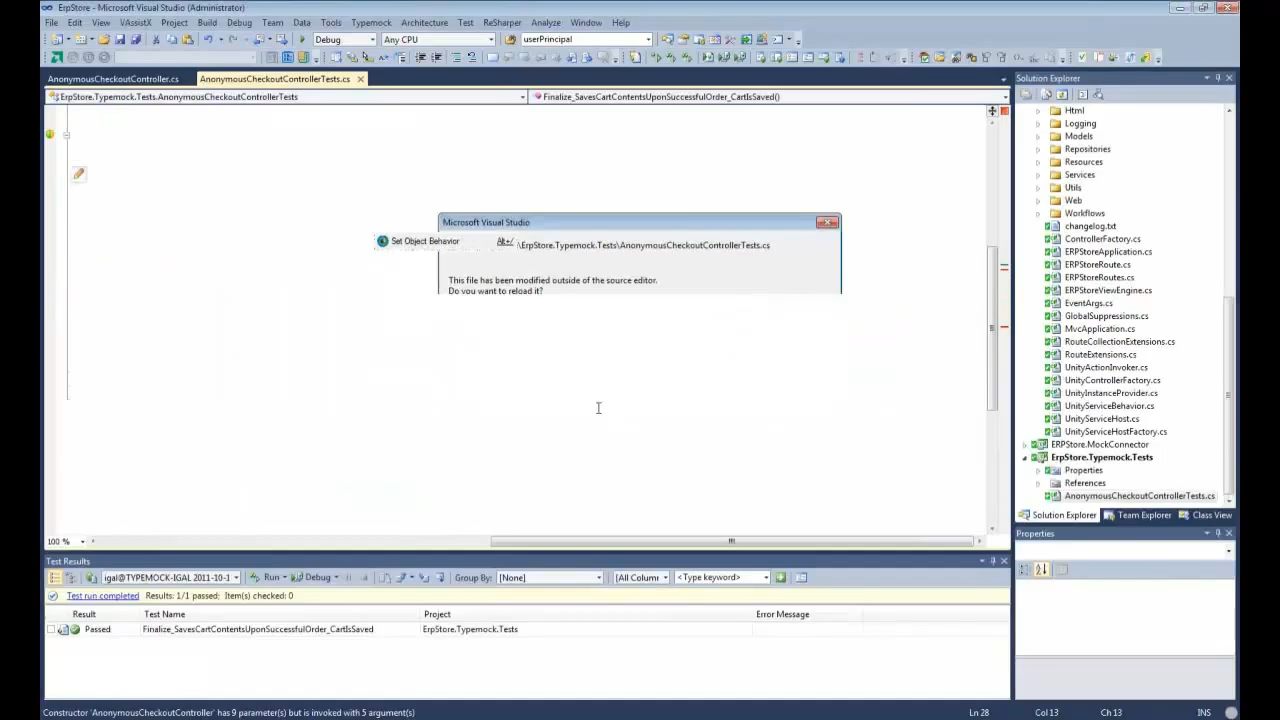 ErpStore - Microsoft Visual Studio (Administrator)
File Edit View VAssistX Project Build Debug Team Data Tools Typemock Architecture Test ReSharper Analyze Window Help
Debug Any CPU userPrincipal
AnonymousCheckoutController.cs AnonymousCheckoutControllerTests.cs
ErpStore.Typemock.Tests.AnonymousCheckoutControllerTests Finalize_SavesCartContentsUponSuccessfulOrder_CartIsSaved()
Microsoft Visual Studio
Set Object Behavior Alt+/ \ErpStore.Typemock.Tests\AnonymousCheckoutControllerTests.cs
This file has been modified outside of the source editor.
Do you want to reload it?
100 %
Solution Explorer
Html
Logging
Models
Repositories
Resources
Services
Utils
Web
Workflows
changelog.txt
ControllerFactory.cs
ERPStoreApplication.cs
ERPStoreRoute.cs
ERPStoreRoutes.cs
ERPStoreViewEngine.cs
EventArgs.cs
GlobalSuppressions.cs
MvcApplication.cs
RouteCollectionExtensions.cs
RouteExtensions.cs
UnityActionInvoker.cs
UnityControllerFactory.cs
UnityInstanceProvider.cs
UnityServiceBehavior.cs
UnityServiceHost.cs
UnityServiceHostFactory.cs
ERPStore.MockConnector
ErpStore.Typemock.Tests
Properties
References
AnonymousCheckoutControllerTests.cs
Solution Explorer Team Explorer Class View
Properties
Test Results
igal@TYPEMOCK-IGAL 2011-10-1 Run Debug Group By: [None] [All Colum <Type keyword>
Test run completed Results: 1/1 passed; Item(s) checked: 0
Result Test Name Project Error Message
Passed Finalize_SavesCartContentsUponSuccessfulOrder_CartIsSaved ErpStore.Typemock.Tests
Constructor 'AnonymousCheckoutController' has 9 parameter(s) but is invoked with 5 argument(s) Ln 28 Col 13 Ch 13 INS